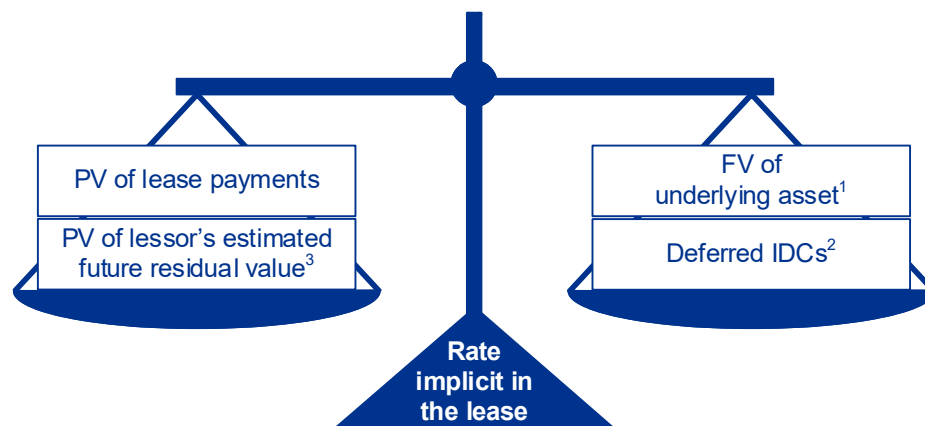 PV of lease payments
PV of lessor's estimated
future residual value³
FV of
underlying asset¹
Deferred IDCs²
Rate
implicit in
the lease